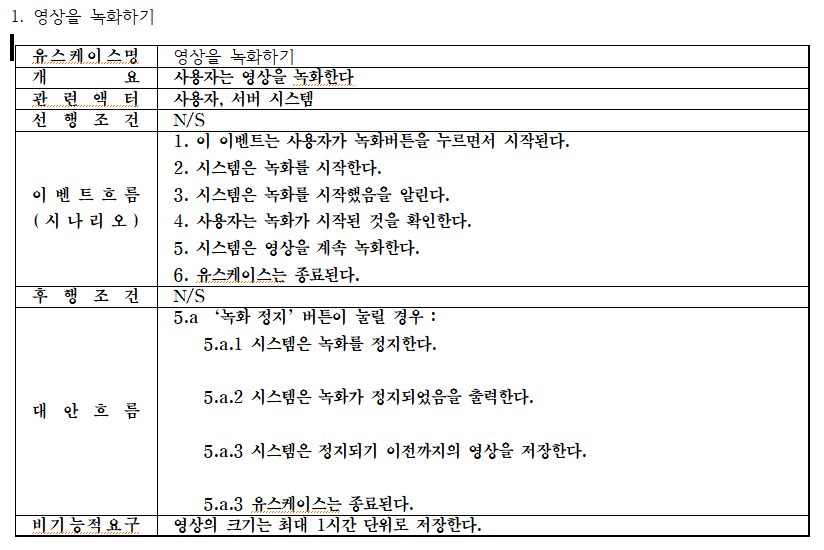 1. 영상을 녹화하기
유스케이스명 영상을 녹화하기
개 요 사용자는 영상을 녹화한다
관 련 액 터 사용자, 서버 시스템
선 행 조 건 N/S
이 벤 트 흐 름
( 시 나 리 오 )
1. 이 이벤트는 사용자가 녹화버튼을 누르면서 시작된다.
2. 시스템은 녹화를 시작한다.
3. 시스템은 녹화를 시작했음을 알린다.
4. 사용자는 녹화가 시작된 것을 확인한다.
5. 시스템은 영상을 계속 녹화한다.
6. 유스케이스는 종료된다.
후 행 조 건 N/S
대 안 흐 름
5.a ‘녹화 정지’ 버튼이 눌릴 경우 :
5.a.1 시스템은 녹화를 정지한다.
5.a.2 시스템은 녹화가 정지되었음을 출력한다.
5.a.3 시스템은 정지되기 이전까지의 영상을 저장한다.
5.a.3 유스케이스는 종료된다.
비기능적요구 영상의 크기는 최대 1시간 단위로 저장한다.